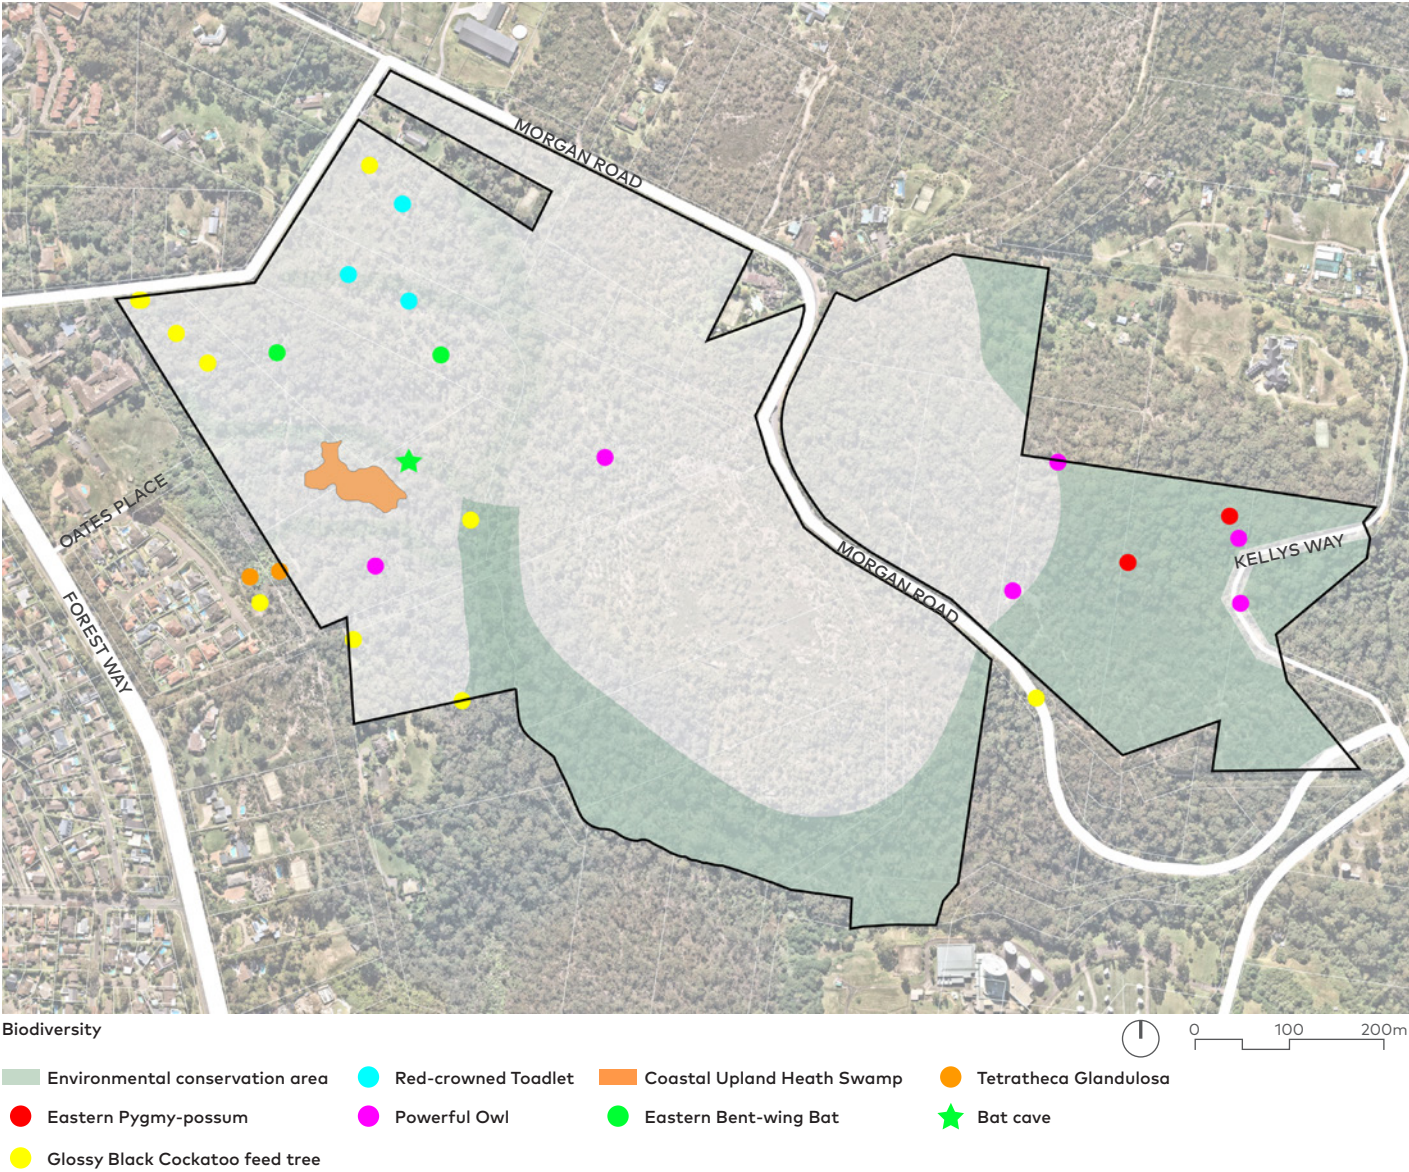 MORGAN ROAD
OATES PLACE
FOREST WAY
MORGAN ROAD
KELLYS WAY
Biodiversity
0 100 200m
Environmental conservation area
Red-crowned Toadlet
Coastal Upland Heath Swamp
Tetratheca Glandulosa
Eastern Pygmy-possum
Powerful Owl
Eastern Bent-wing Bat
Bat cave
Glossy Black Cockatoo feed tree